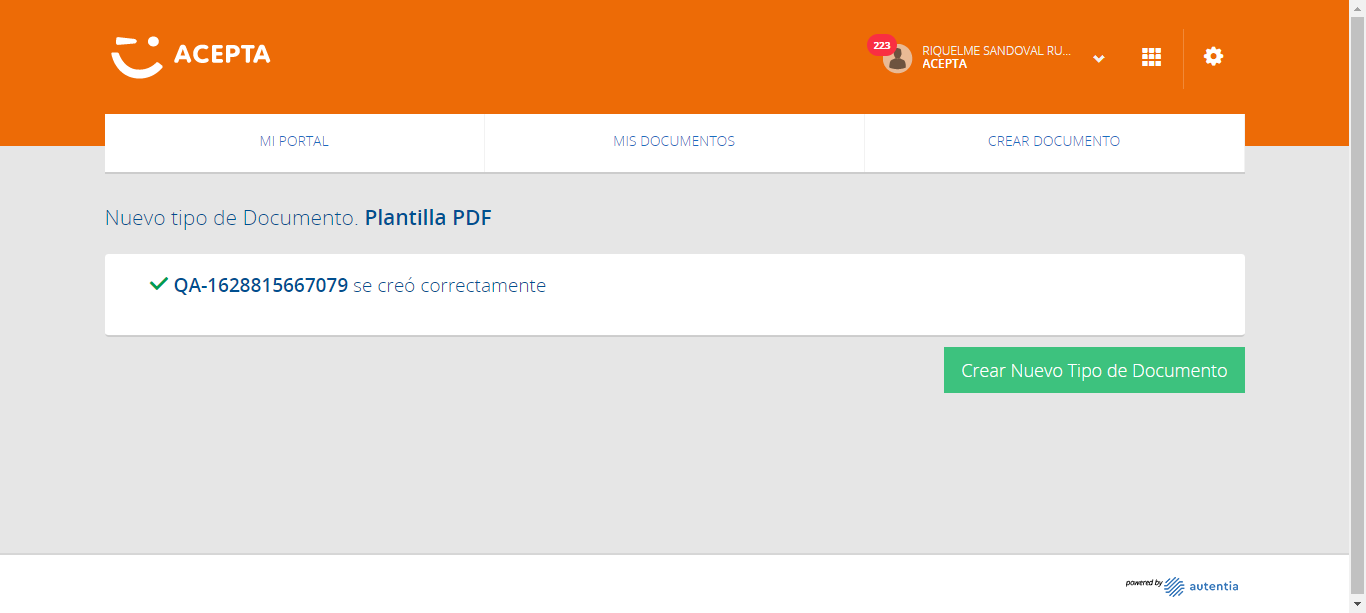 ACEPTA
223
RIQUELME SANDOVAL RU...
ACEPTA
MI PORTAL
MIS DOCUMENTOS
CREAR DOCUMENTO
Nuevo tipo de Documento. Plantilla PDF
QA-1628815667079 se creó correctamente
Crear Nuevo Tipo de Documento
powered by autentia